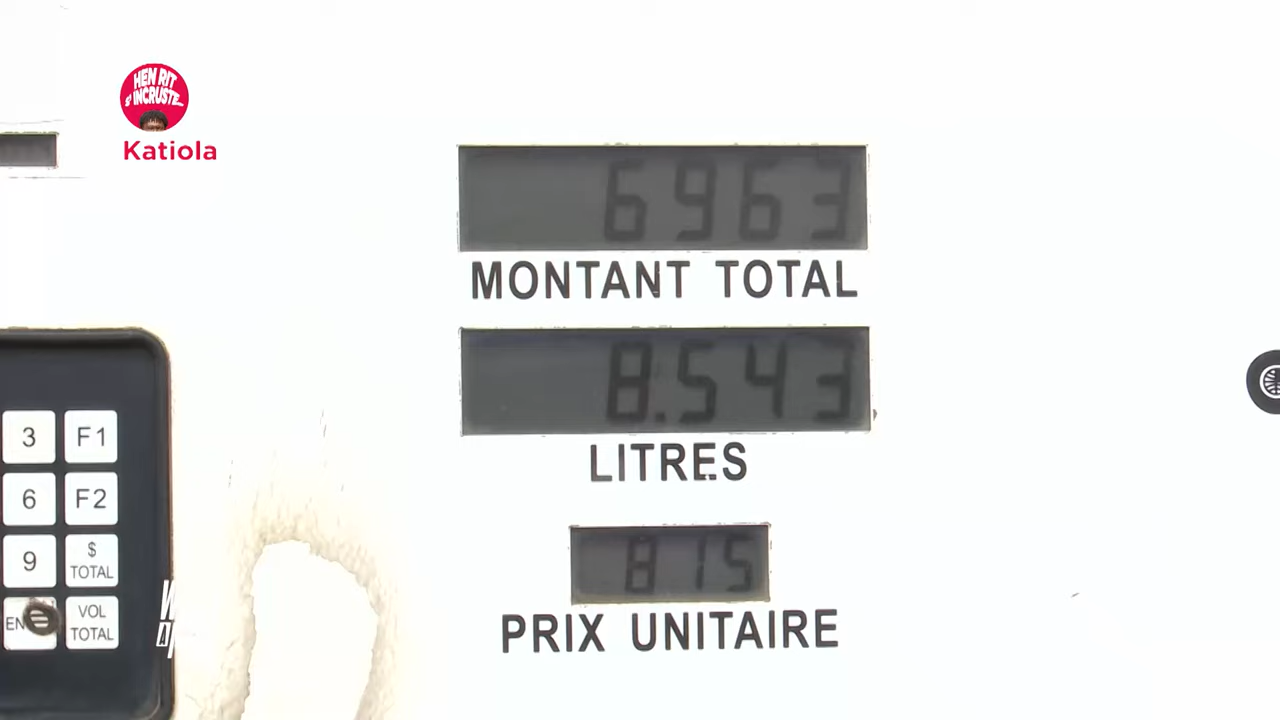 HEN RIT
S'INCRUSTE...
Katiola
6963
MONTANT TOTAL
8.543
LITRES
815
PRIX UNITAIRE
3 F1
6 F2
9 $ TOTAL
VOL TOTAL